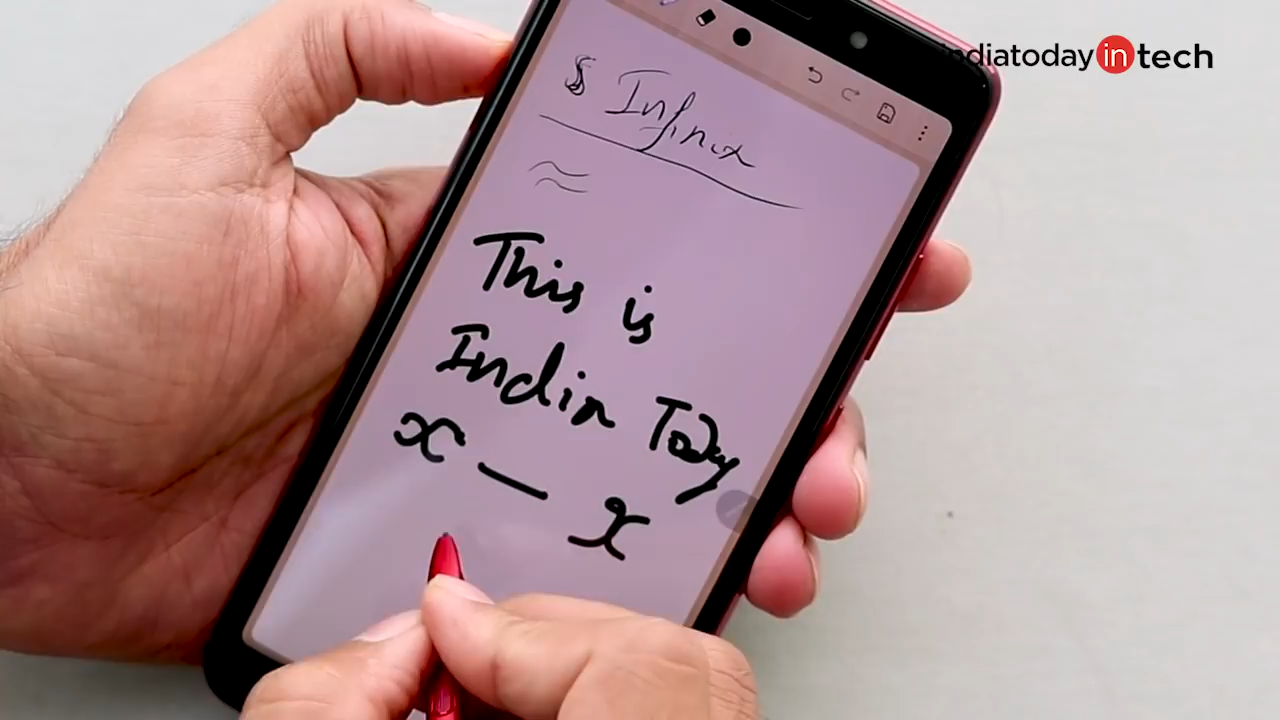 indiatoday in tech
Infinix
This is
India Today
x — x